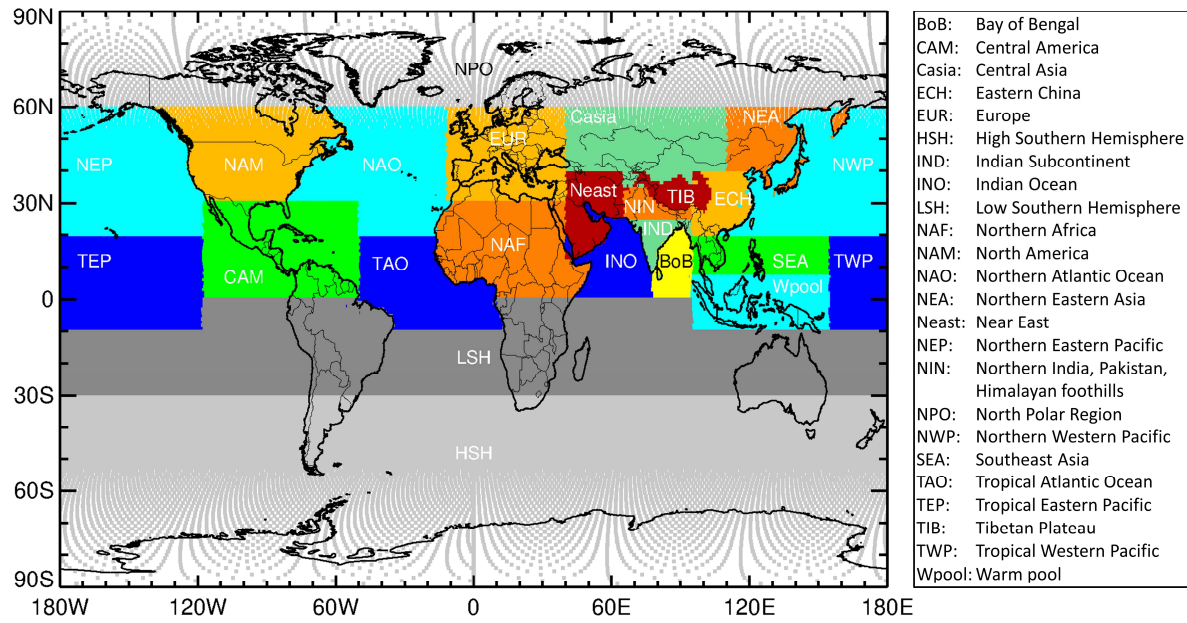 90N
60N
30N
0
30S
60S
90S
180W
120W
60W
0
60E
120E
180E
NPO
NEP
NAM
NAO
EUR
Casia
NEA
NWP
Neast
TIB
NIN
ECH
IND
NAF
TEP
CAM
TAO
INO
BoB
SEA
TWP
Wpool
LSH
HSH
BoB: Bay of Bengal
CAM: Central America
Casia: Central Asia
ECH: Eastern China
EUR: Europe
HSH: High Southern Hemisphere
IND: Indian Subcontinent
INO: Indian Ocean
LSH: Low Southern Hemisphere
NAF: Northern Africa
NAM: North America
NAO: Northern Atlantic Ocean
NEA: Northern Eastern Asia
Neast: Near East
NEP: Northern Eastern Pacific
NIN: Northern India, Pakistan,
Himalayan foothills
NPO: North Polar Region
NWP: Northern Western Pacific
SEA: Southeast Asia
TAO: Tropical Atlantic Ocean
TEP: Tropical Eastern Pacific
TIB: Tibetan Plateau
TWP: Tropical Western Pacific
Wpool: Warm pool